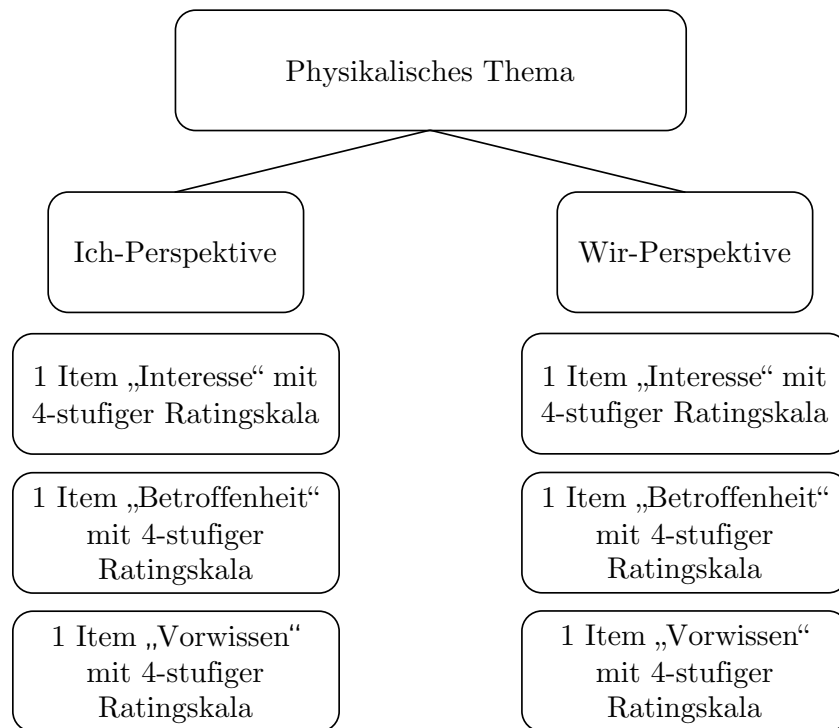 Physikalisches Thema
Ich-Perspektive
Wir-Perspektive
1 Item „Interesse“ mit
4-stufiger Ratingskala
1 Item „Interesse“ mit
4-stufiger Ratingskala
1 Item „Betroffenheit“
mit 4-stufiger
Ratingskala
1 Item „Betroffenheit“
mit 4-stufiger
Ratingskala
1 Item „Vorwissen“
mit 4-stufiger
Ratingskala
1 Item „Vorwissen“
mit 4-stufiger
Ratingskala